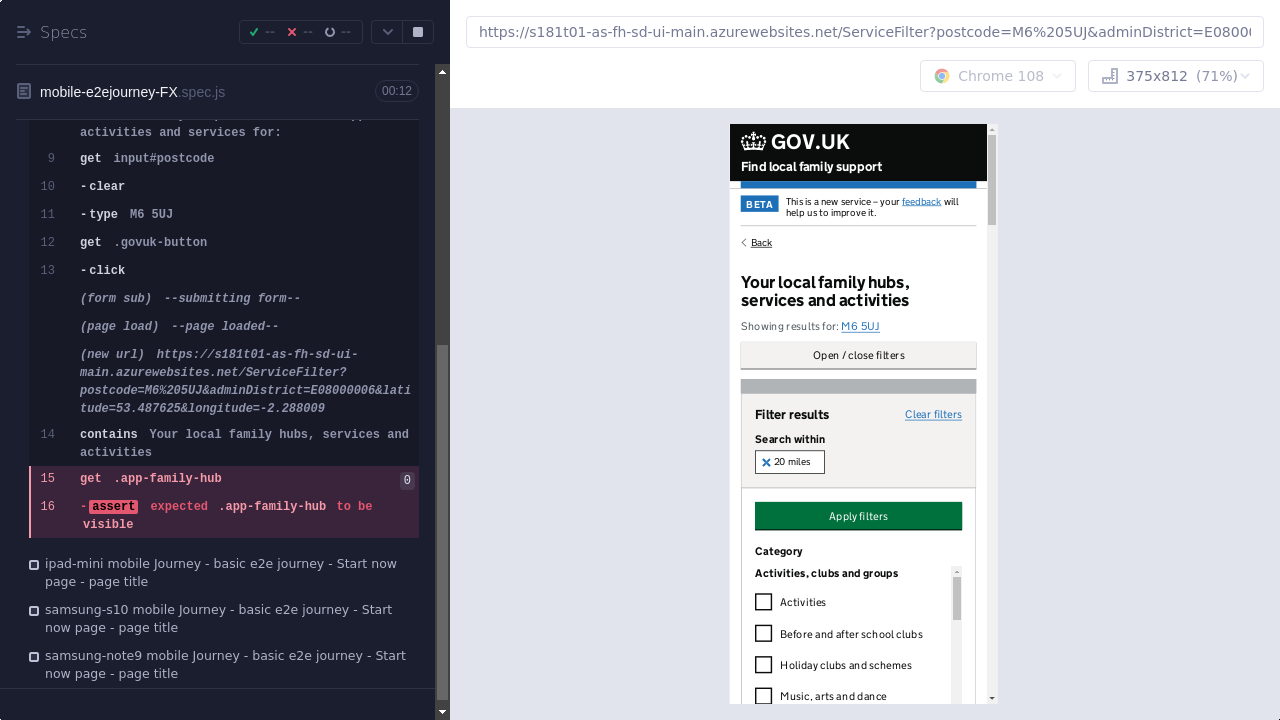 Specs
--
--
--
mobile-e2ejourney-FX.spec.js
00:12
activities and services for:
9 get input#postcode
10 -clear
11 -type M6 5UJ
12 get .govuk-button
13 -click
(form sub) --submitting form--
(page load) --page loaded--
(new url) https://s181t01-as-fh-sd-ui-
main.azurewebsites.net/ServiceFilter?
postcode=M6%205UJ&adminDistrict=E08000006&lati
tude=53.487625&longitude=-2.288009
14 contains Your local family hubs, services and
activities
15 get .app-family-hub 0
16 -assert expected .app-family-hub to be
visible
ipad-mini mobile Journey - basic e2e journey - Start now
page - page title
samsung-s10 mobile Journey - basic e2e journey - Start
now page - page title
samsung-note9 mobile Journey - basic e2e journey - Start
now page - page title
https://s181t01-as-fh-sd-ui-main.azurewebsites.net/ServiceFilter?postcode=M6%205UJ&adminDistrict=E0800
Chrome 108
375x812 (71%)
GOV.UK
Find local family support
BETA
This is a new service – your feedback will
help us to improve it.
Back
Your local family hubs,
services and activities
Showing results for: M6 5UJ
Open / close filters
Filter results
Clear filters
Search within
20 miles
Apply filters
Category
Activities, clubs and groups
Activities
Before and after school clubs
Holiday clubs and schemes
Music, arts and dance